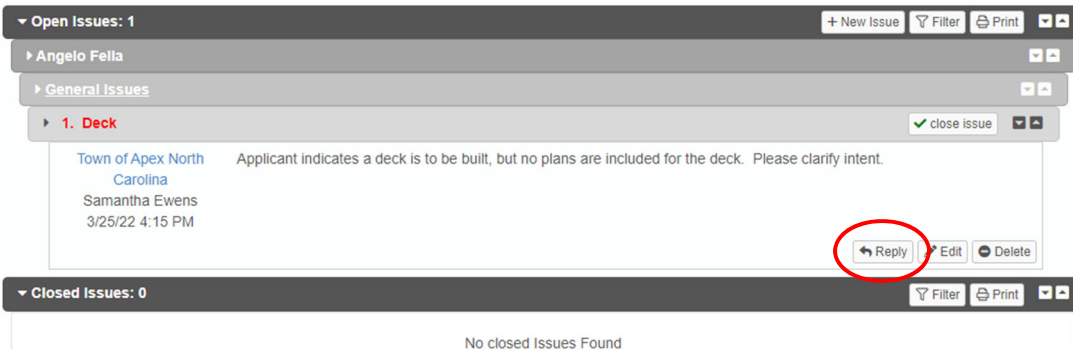 Open Issues: 1 + New Issue Filter Print
Angelo Fella
General Issues
1. Deck close issue
Town of Apex North Carolina
Samantha Ewens
3/25/22 4:15 PM
Applicant indicates a deck is to be built, but no plans are included for the deck. Please clarify intent.
Reply Edit Delete
Closed Issues: 0 Filter Print
No closed Issues Found